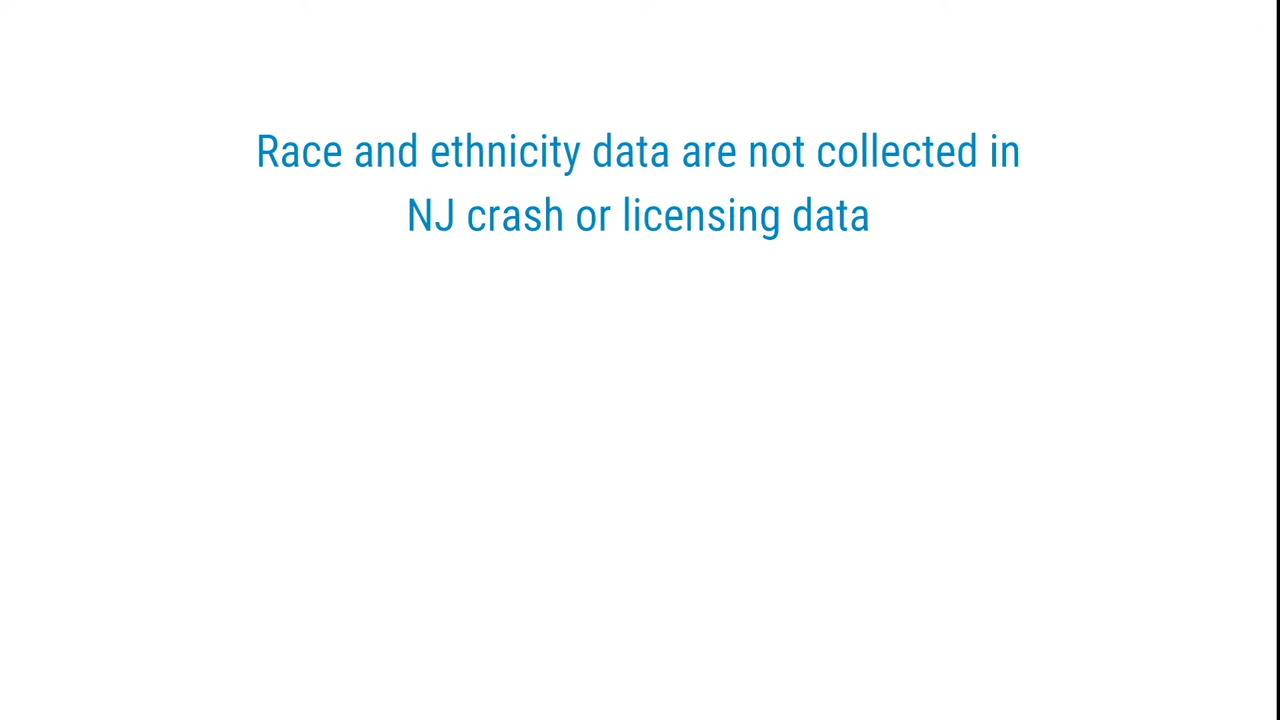 Race and ethnicity data are not collected in
NJ crash or licensing data